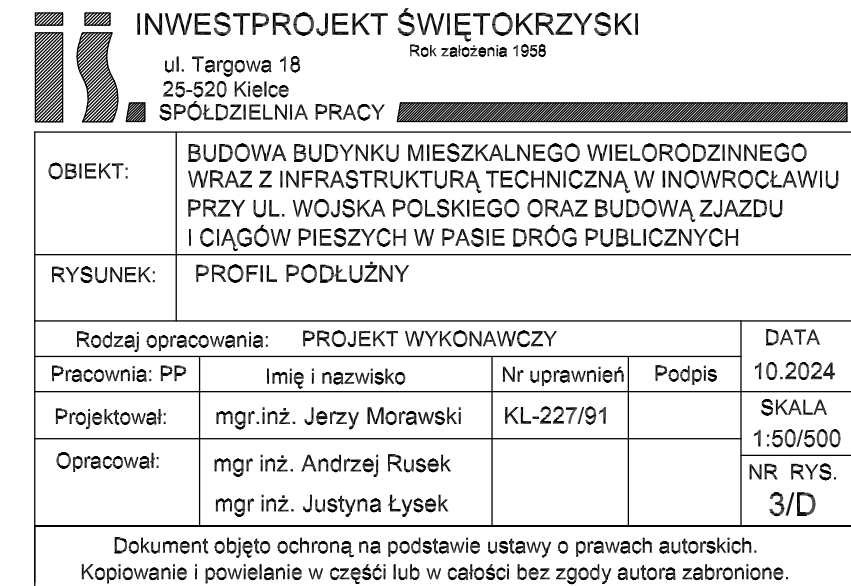 is.
INWESTPROJEKT ŚWIĘTOKRZYSKI
Rok założenia 1958
ul. Targowa 18
25-520 Kielce
SPÓŁDZIELNIA PRACY
OBIEKT:
BUDOWA BUDYNKU MIESZKALNEGO WIELORODZINNEGO
WRAZ Z INFRASTRUKTURĄ TECHNICZNĄ W INOWROCŁAWIU
PRZY UL. WOJSKA POLSKIEGO ORAZ BUDOWĄ ZJAZDU
I CIĄGÓW PIESZYCH W PASIE DRÓG PUBLICZNYCH
RYSUNEK: PROFIL PODŁUŻNY
Rodzaj opracowania: PROJEKT WYKONAWCZY
DATA
10.2024
Pracownia: PP Imię i nazwisko Nr uprawnień Podpis
Projektował: mgr.inż. Jerzy Morawski KL-227/91
SKALA
1:50/500
Opracował: mgr inż. Andrzej Rusek
mgr inż. Justyna Łysek
NR RYS.
3/D
Dokument objęto ochroną na podstawie ustawy o prawach autorskich.
Kopiowanie i powielanie w części lub w całości bez zgody autora zabronione.